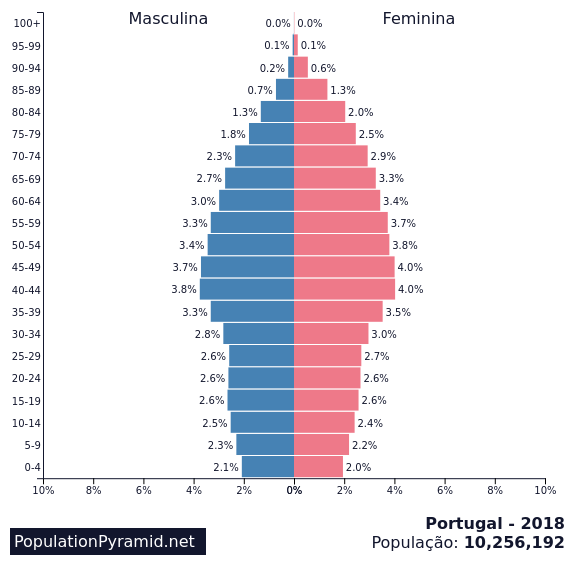 Masculina Feminina
100+ 0.0% 0.0%
95-99 0.1% 0.1%
90-94 0.2% 0.6%
85-89 0.7% 1.3%
80-84 1.3% 2.0%
75-79 1.8% 2.5%
70-74 2.3% 2.9%
65-69 2.7% 3.3%
60-64 3.0% 3.4%
55-59 3.3% 3.7%
50-54 3.4% 3.8%
45-49 3.7% 4.0%
40-44 3.8% 4.0%
35-39 3.3% 3.5%
30-34 2.8% 3.0%
25-29 2.6% 2.7%
20-24 2.6% 2.6%
15-19 2.6% 2.6%
10-14 2.5% 2.4%
5-9 2.3% 2.2%
0-4 2.1% 2.0%
10% 8% 6% 4% 2% 0% 2% 4% 6% 8% 10%
Portugal - 2018
PopulationPyramid.net População: 10,256,192